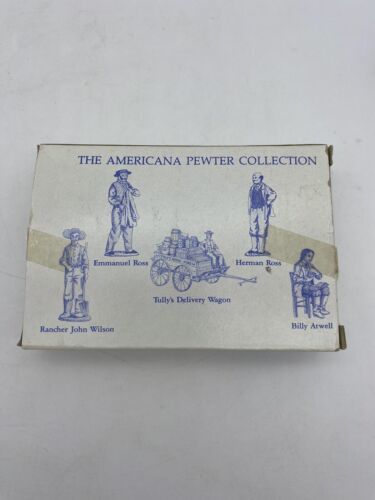 THE AMERICANA PEWTER COLLECTION
Emmanuel Ross
Herman Ross
Tully's Delivery Wagon
Rancher John Wilson
Billy Atwell